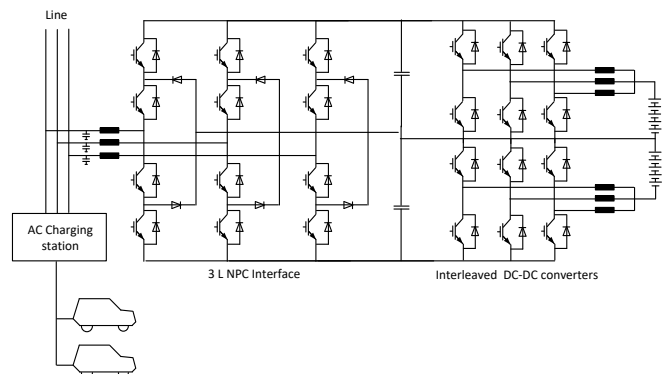 Line
AC Charging
station
3 L NPC Interface
Interleaved DC-DC converters